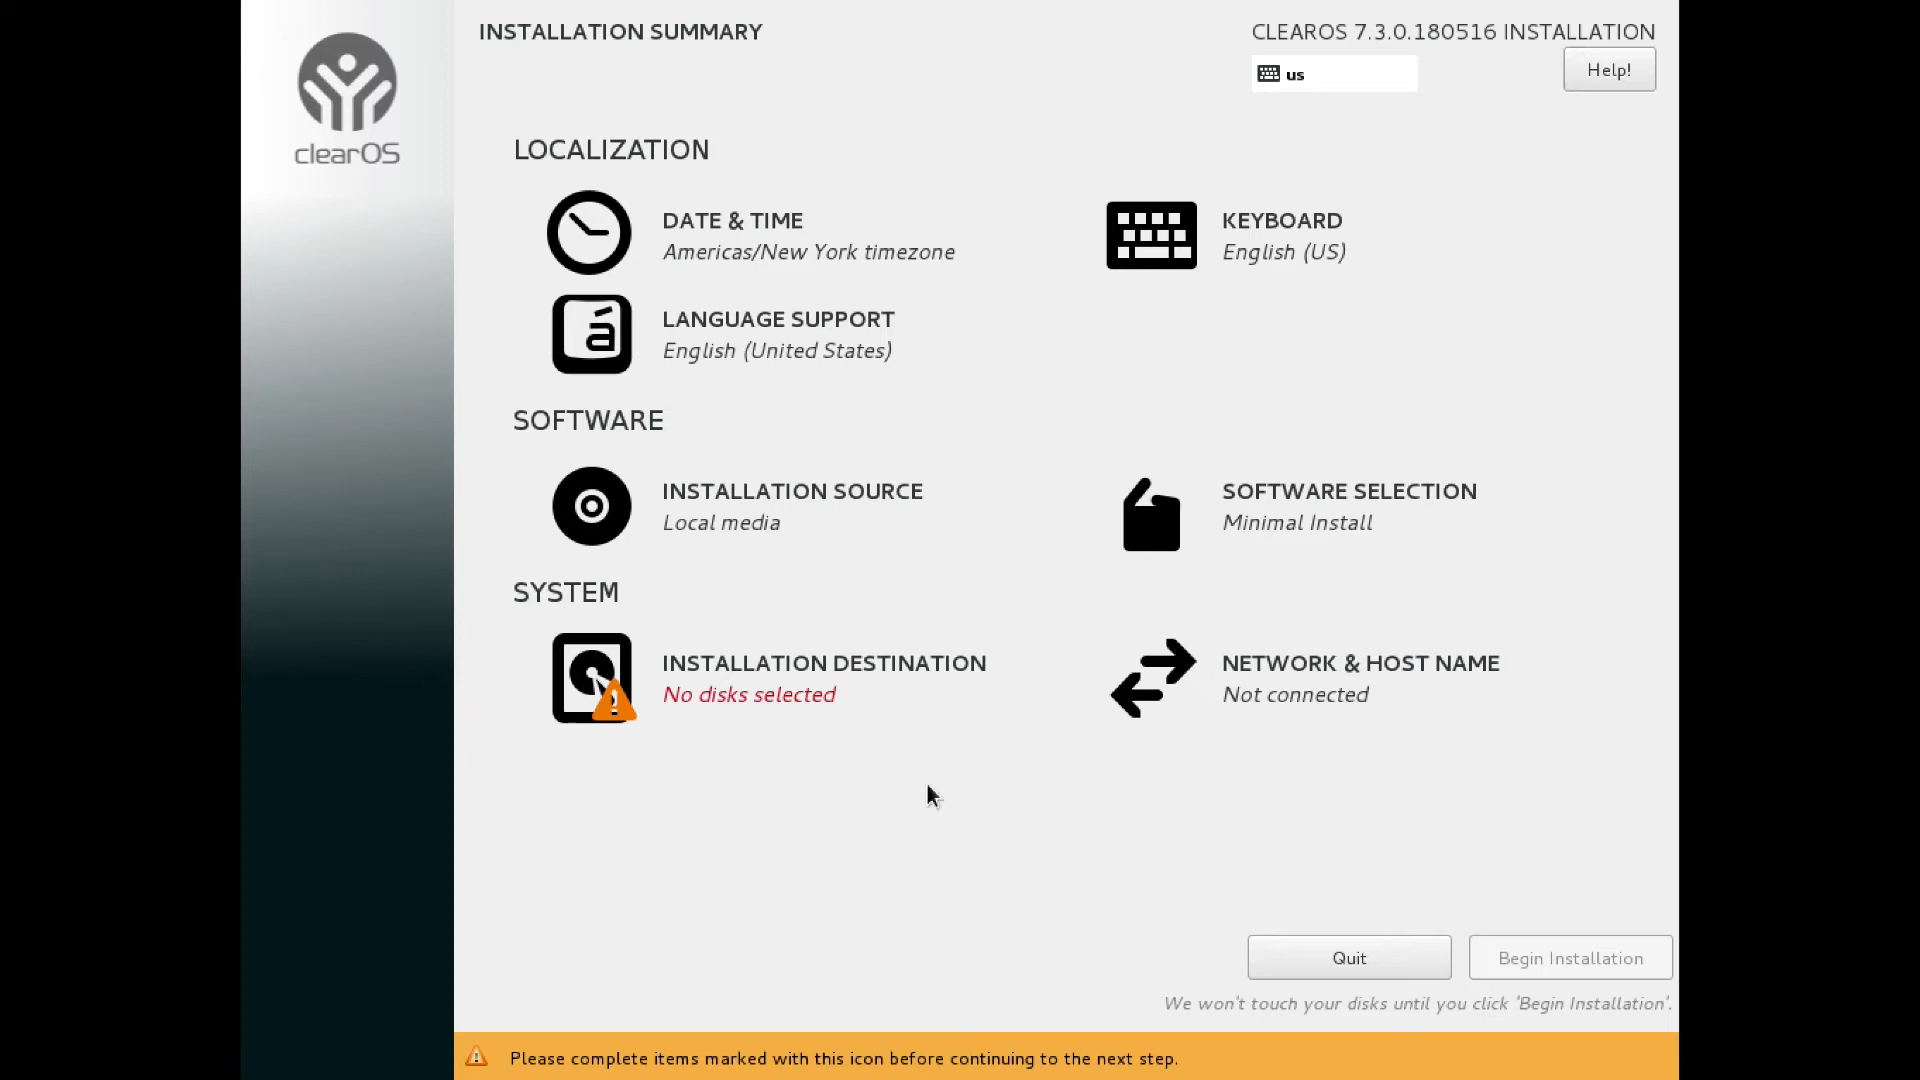 INSTALLATION SUMMARY
CLEAROS 7.3.0.180516 INSTALLATION
us
Help!
clearOS
LOCALIZATION
DATE & TIME
Americas/New York timezone
KEYBOARD
English (US)
á
LANGUAGE SUPPORT
English (United States)
SOFTWARE
INSTALLATION SOURCE
Local media
SOFTWARE SELECTION
Minimal Install
SYSTEM
INSTALLATION DESTINATION
No disks selected
NETWORK & HOST NAME
Not connected
Quit
Begin Installation
We won't touch your disks until you click 'Begin Installation'.
Please complete items marked with this icon before continuing to the next step.